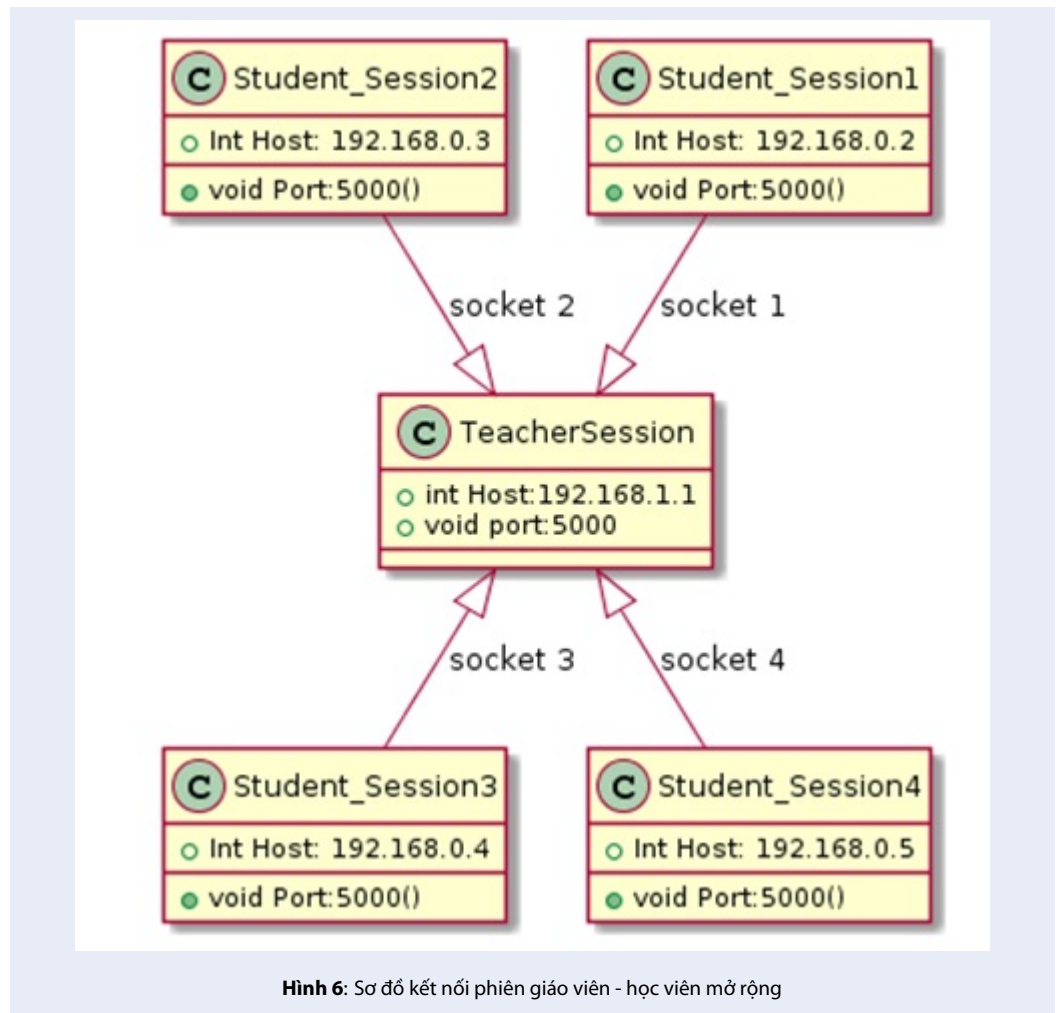 C Student_Session2
Int Host: 192.168.0.3
void Port:5000()
C Student_Session1
Int Host: 192.168.0.2
void Port:5000()
socket 2
socket 1
C TeacherSession
int Host:192.168.1.1
void port:5000
socket 3
socket 4
C Student_Session3
Int Host: 192.168.0.4
void Port:5000()
C Student_Session4
Int Host: 192.168.0.5
void Port:5000()
Hình 6: Sơ đồ kết nối phiên giáo viên - học viên mở rộng